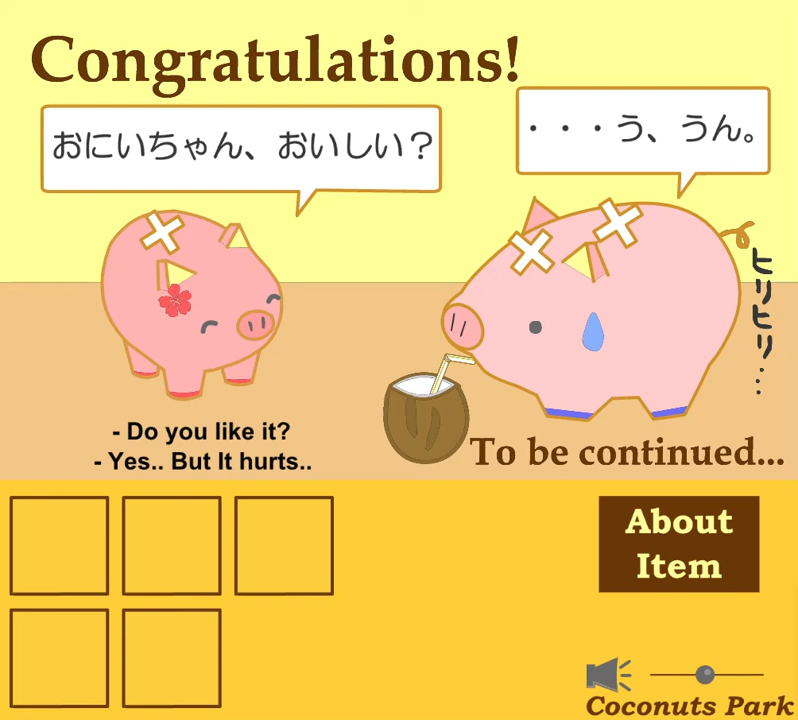 Congratulations!
おにいちゃん、おいしい?
・・・う、うん。
ヒリヒリ...
- Do you like it?
- Yes.. But It hurts..
To be continued...
About
Item
Coconuts Park